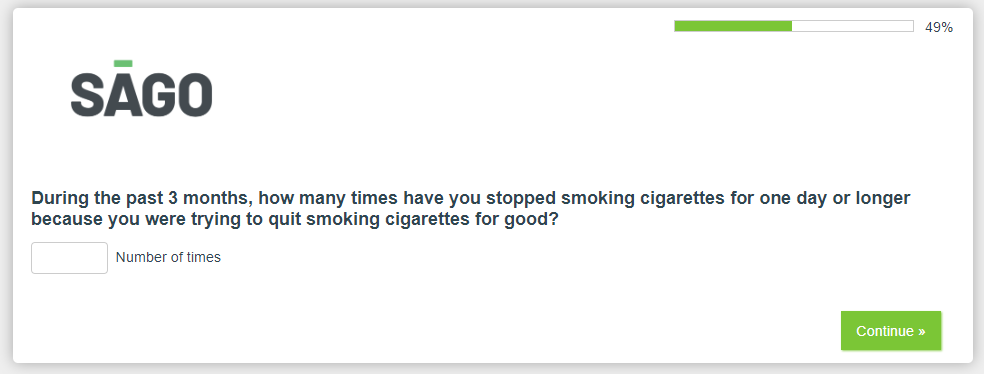 49%
SĀGO
During the past 3 months, how many times have you stopped smoking cigarettes for one day or longer
because you were trying to quit smoking cigarettes for good?
Number of times
Continue »